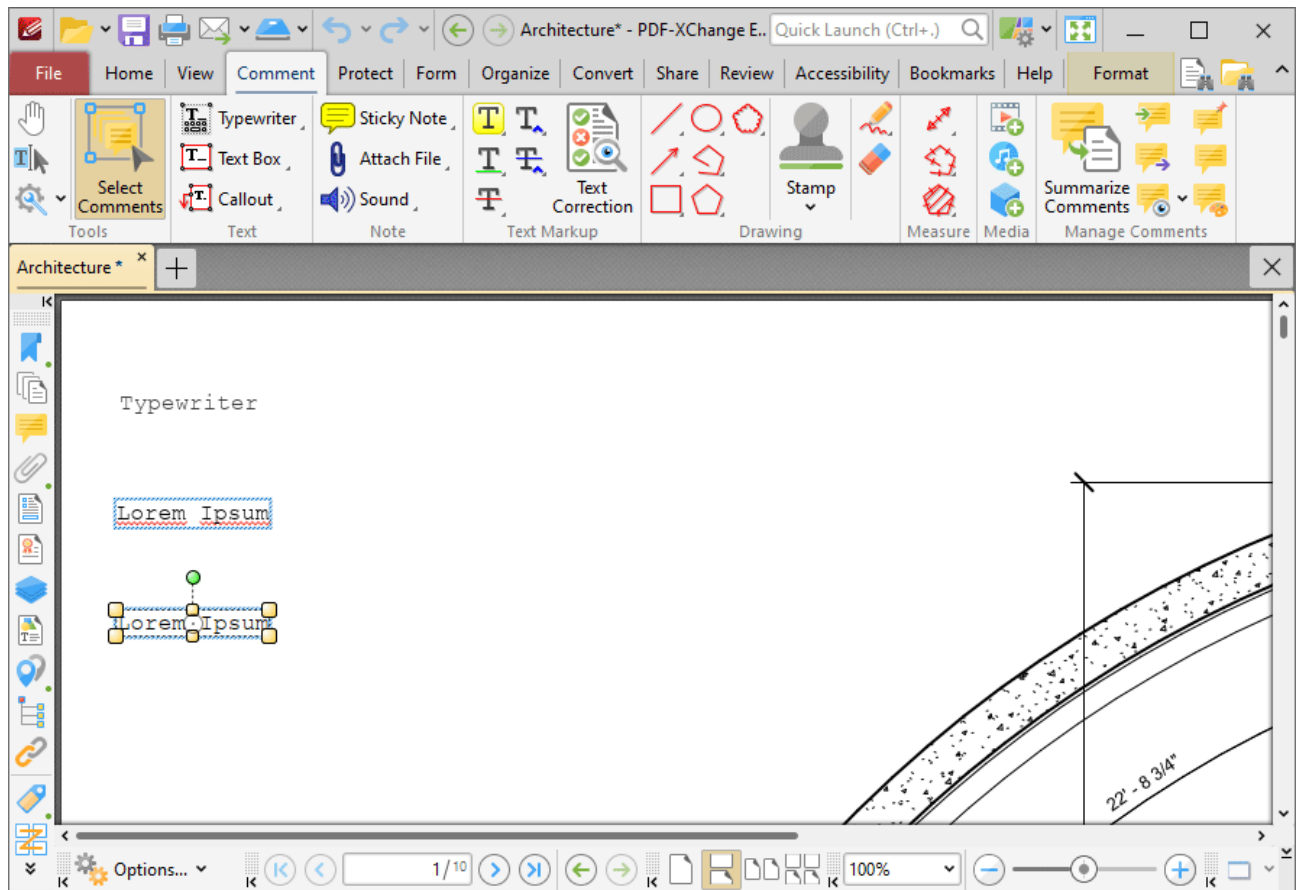 Architecture* - PDF-XChange E.. Quick Launch (Ctrl+.)
File Home View Comment Protect Form Organize Convert Share Review Accessibility Bookmarks Help Format
Typewriter Sticky Note
Text Box Attach File
Select Comments Callout Sound Text Correction Stamp Summarize Comments
Tools Text Note Text Markup Drawing Measure Media Manage Comments
Architecture *
Typewriter
Lorem Ipsum
Lorem Ipsum
22' - 8 3/4"
Options... 1/10 100%